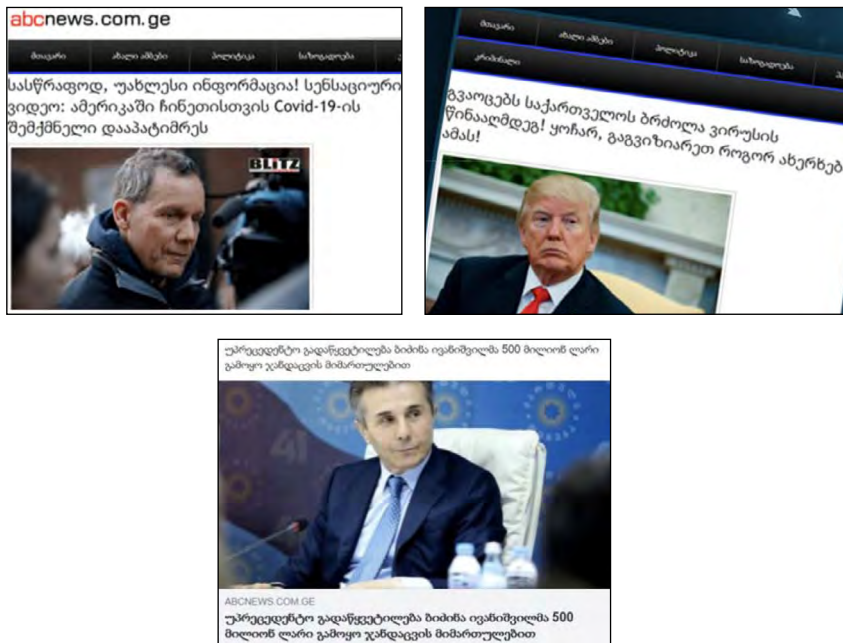 abcnews.com.ge
მთავარი ახალი ამბები პოლიტიკა საზოგადოება
სასწრაფოდ, უახლესი ინფორმაცია! სენსაციური
ვიდეო: ამერიკაში ჩინეთისთვის Covid-19-ის
შემქმნელი დააპატიმრეს
BLiTZ
მთავარი ახალი ამბები პოლიტიკა საზოგადოება
კრიმინალი
გვაოცებს საქართველოს ბრძოლა ვირუსის
წინააღმდეგ! ყოჩარ, გაგვიზიარეთ როგორ ახერხებ
ამას!
უპრეცედენტო გადაწყვეტილება ბიძინა ივანიშვილმა 500 მილიონ ლარი
გამოყო ჯანდაცვის მიმართულებით
41
ABCNEWS.COM.GE
უპრეცედენტო გადაწყვეტილება ბიძინა ივანიშვილმა 500
მილიონ ლარი გამოყო ჯანდაცვის მიმართულებით